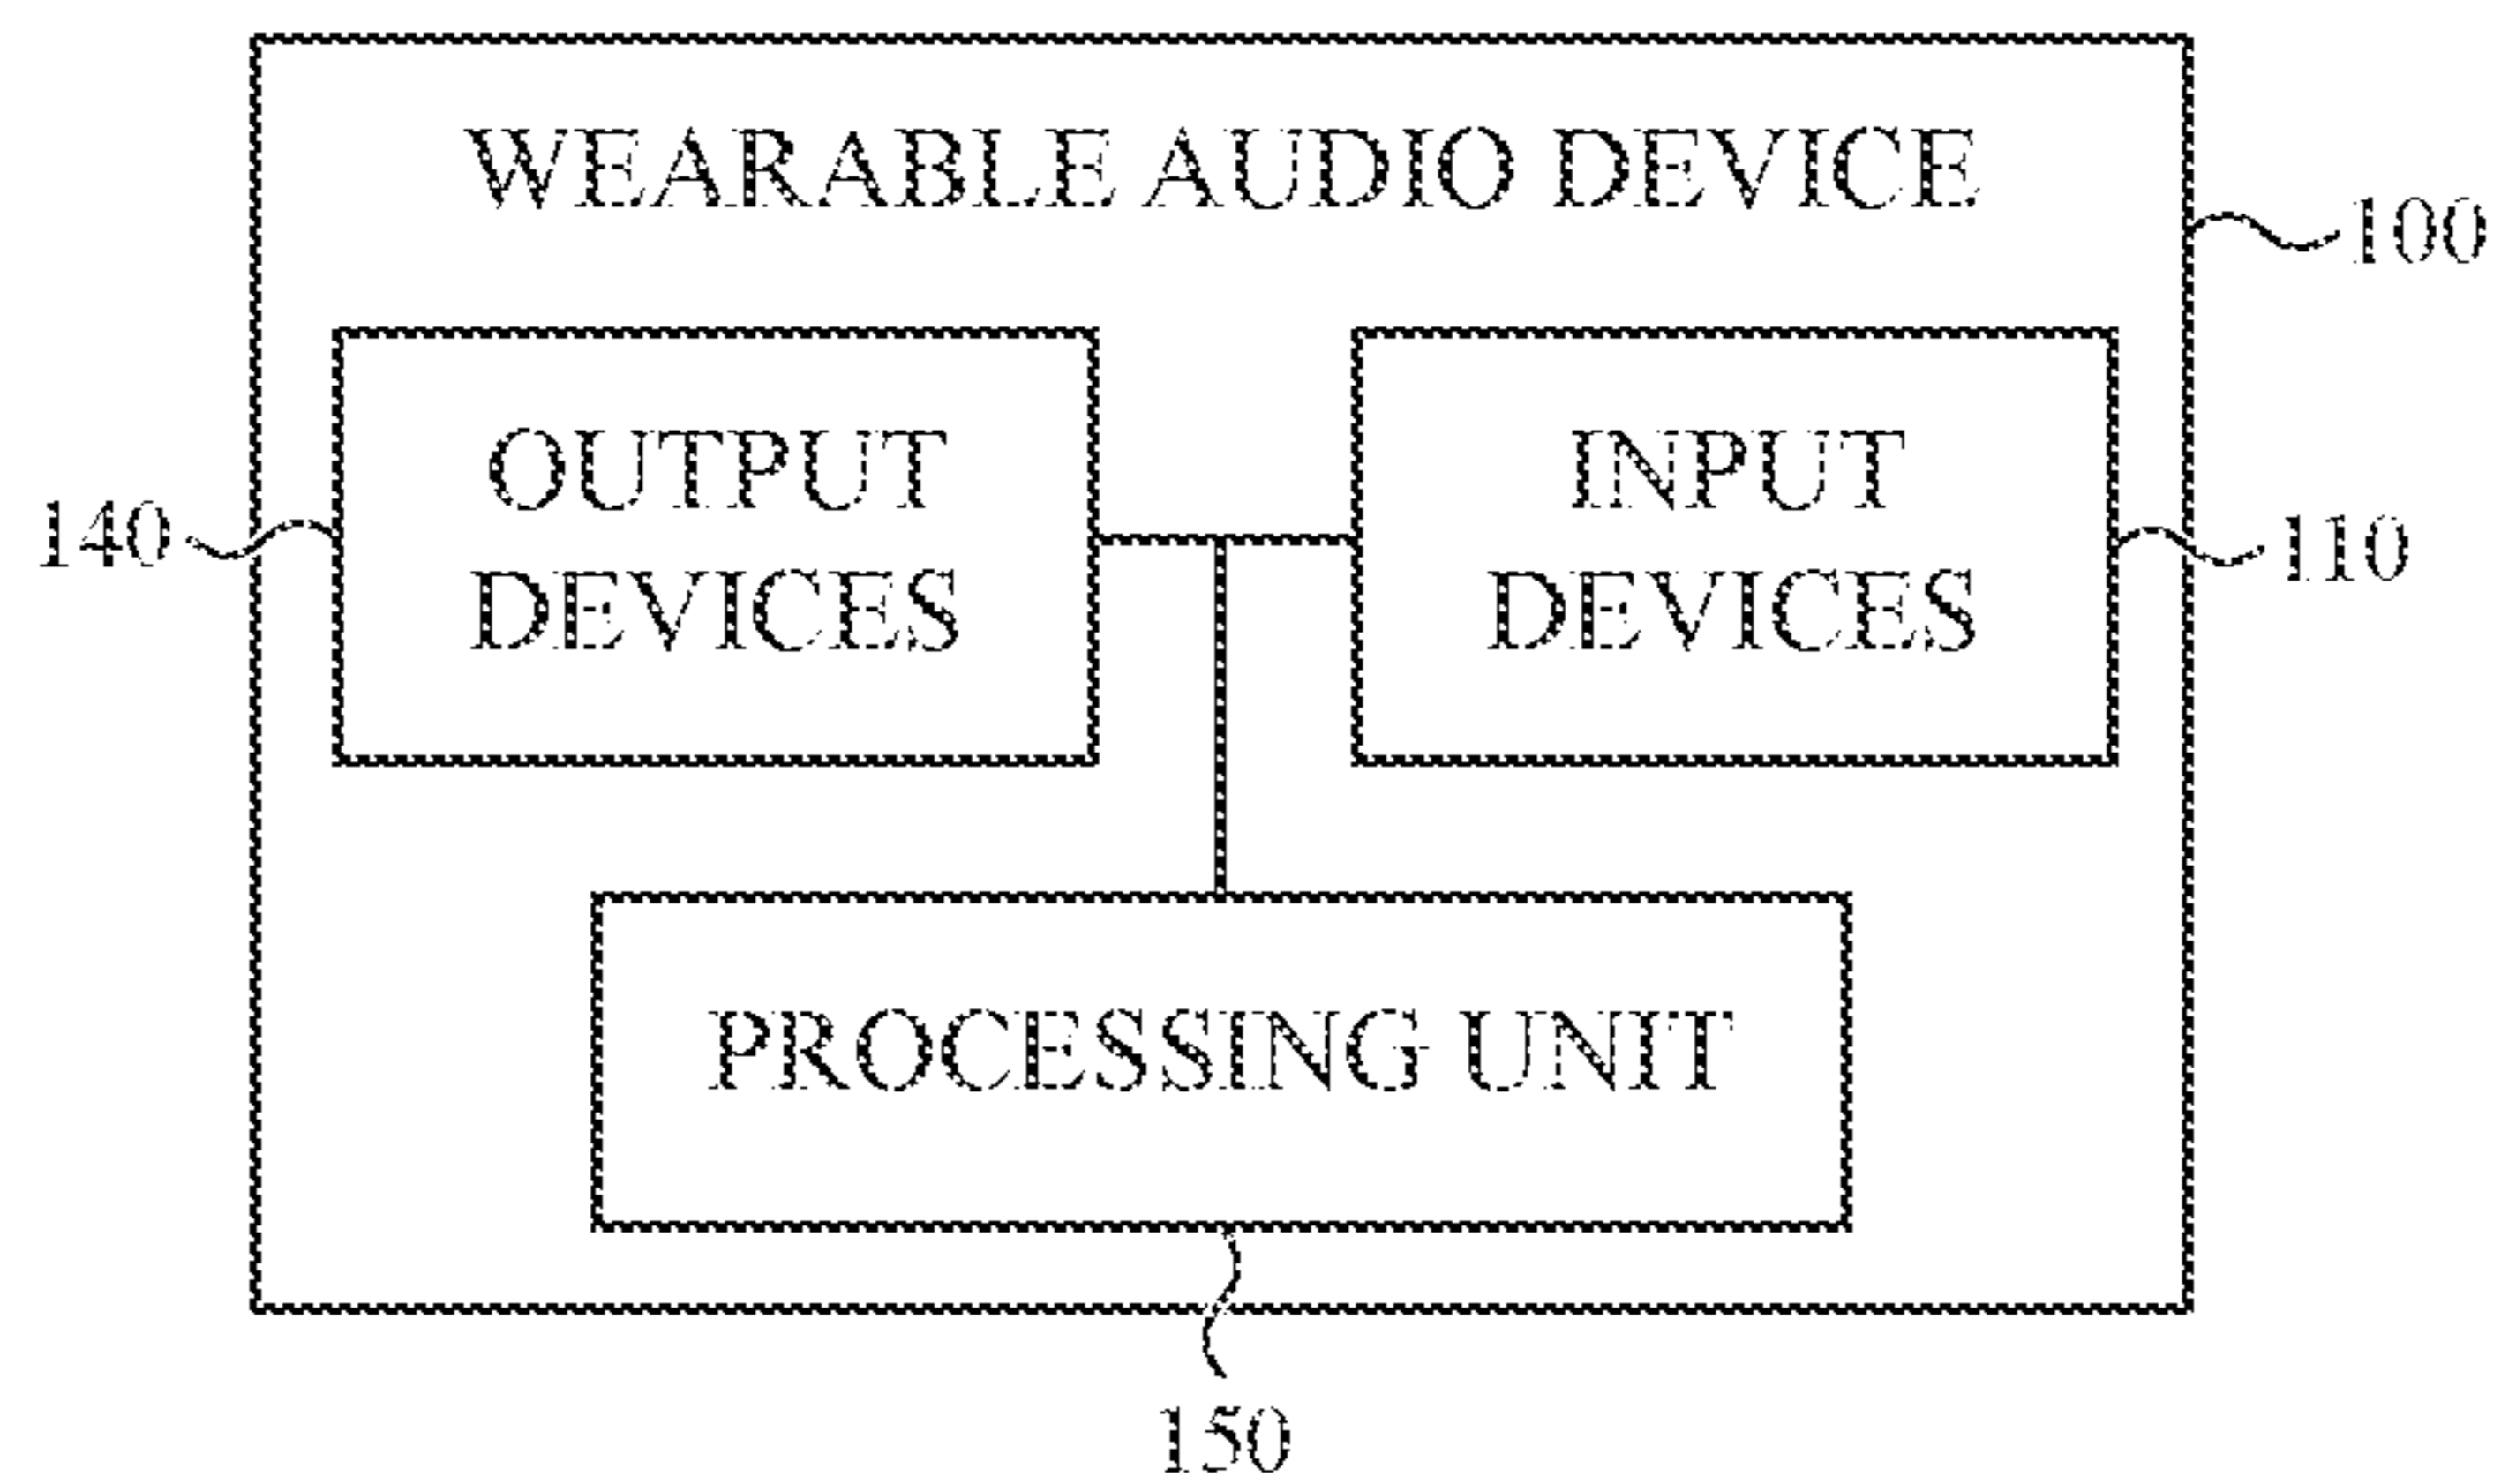 WEARABLE AUDIO DEVICE
100
OUTPUT
DEVICES
140
INPUT
DEVICES
110
PROCESSING UNIT
150